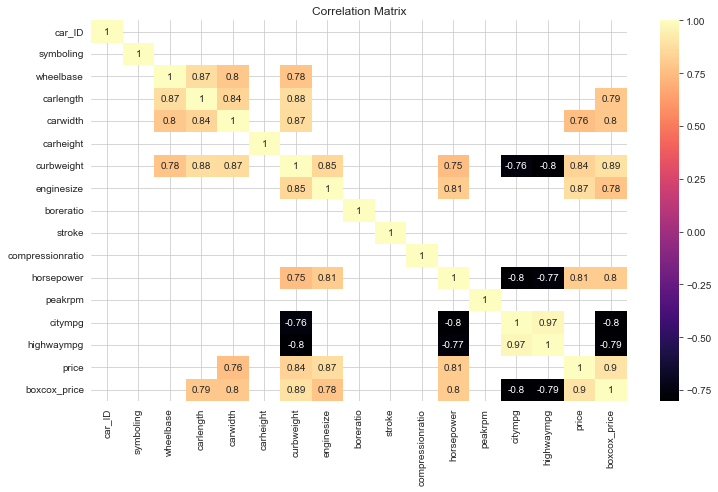 Correlation Matrix
car_ID 1
symboling 1
wheelbase 1 0.87 0.8 0.78
carlength 0.87 1 0.84 0.88 0.79
carwidth 0.8 0.84 1 0.87 0.76 0.8
carheight 1
curbweight 0.78 0.88 0.87 1 0.85 0.75 -0.76 -0.8 0.84 0.89
enginesize 0.85 1 0.81 0.87 0.78
boreratio 1
stroke 1
compressionratio 1
horsepower 0.75 0.81 1 -0.8 -0.77 0.81 0.8
peakrpm 1
citympg -0.76 -0.8 1 0.97 -0.8
highwaympg -0.8 -0.77 0.97 1 -0.79
price 0.76 0.84 0.87 0.81 1 0.9
boxcox_price 0.79 0.8 0.89 0.78 0.8 -0.8 -0.79 0.9 1
car_ID
symboling
wheelbase
carlength
carwidth
carheight
curbweight
enginesize
boreratio
stroke
compressionratio
horsepower
peakrpm
citympg
highwaympg
price
boxcox_price
1.00
0.75
0.50
0.25
0.00
-0.25
-0.50
-0.75